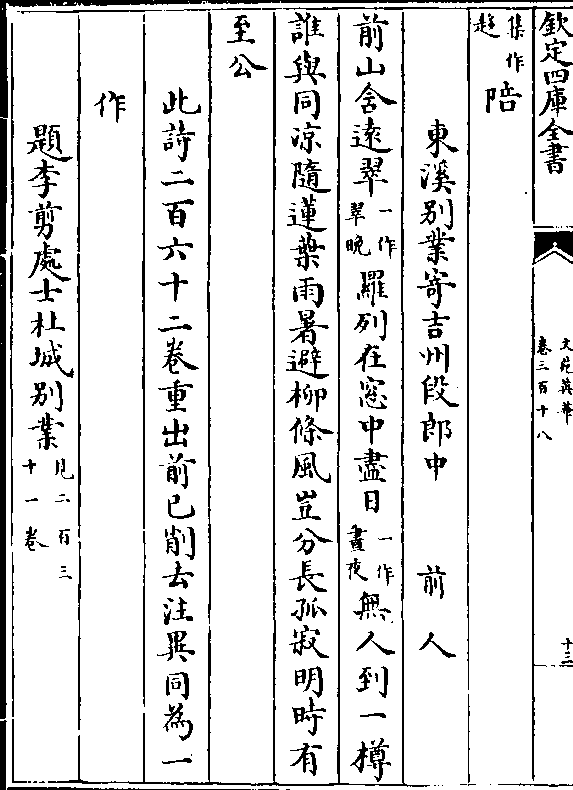 欽定四庫全書
文苑英華
卷三百十八
十三
集作
趍
陪
東溪别業寄吉州段郎中
前人
前山含逺翠
一作
翠晚
羅列在窓中盡日
一作
晝夜
無人到一樽
誰與同凉隨蓮葉雨暑避柳條風豈分長孤寂明時有
至公
此詩二百六十二卷重出前已削去注異同為一
作
題李剪處士杜城别業
見二百三
十一卷